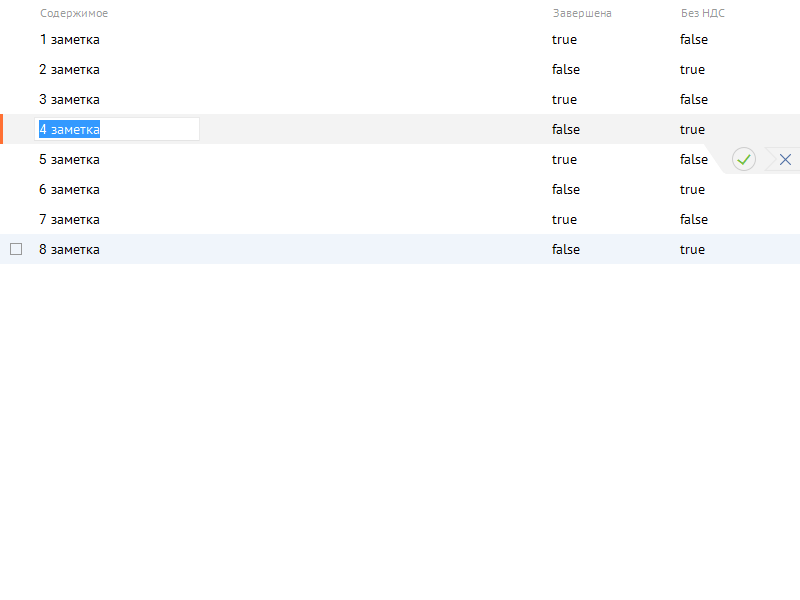 Содержимое Завершена Без НДС
1 заметка true false
2 заметка false true
3 заметка true false
4 заметка false true
5 заметка true false
6 заметка false true
7 заметка true false
8 заметка false true